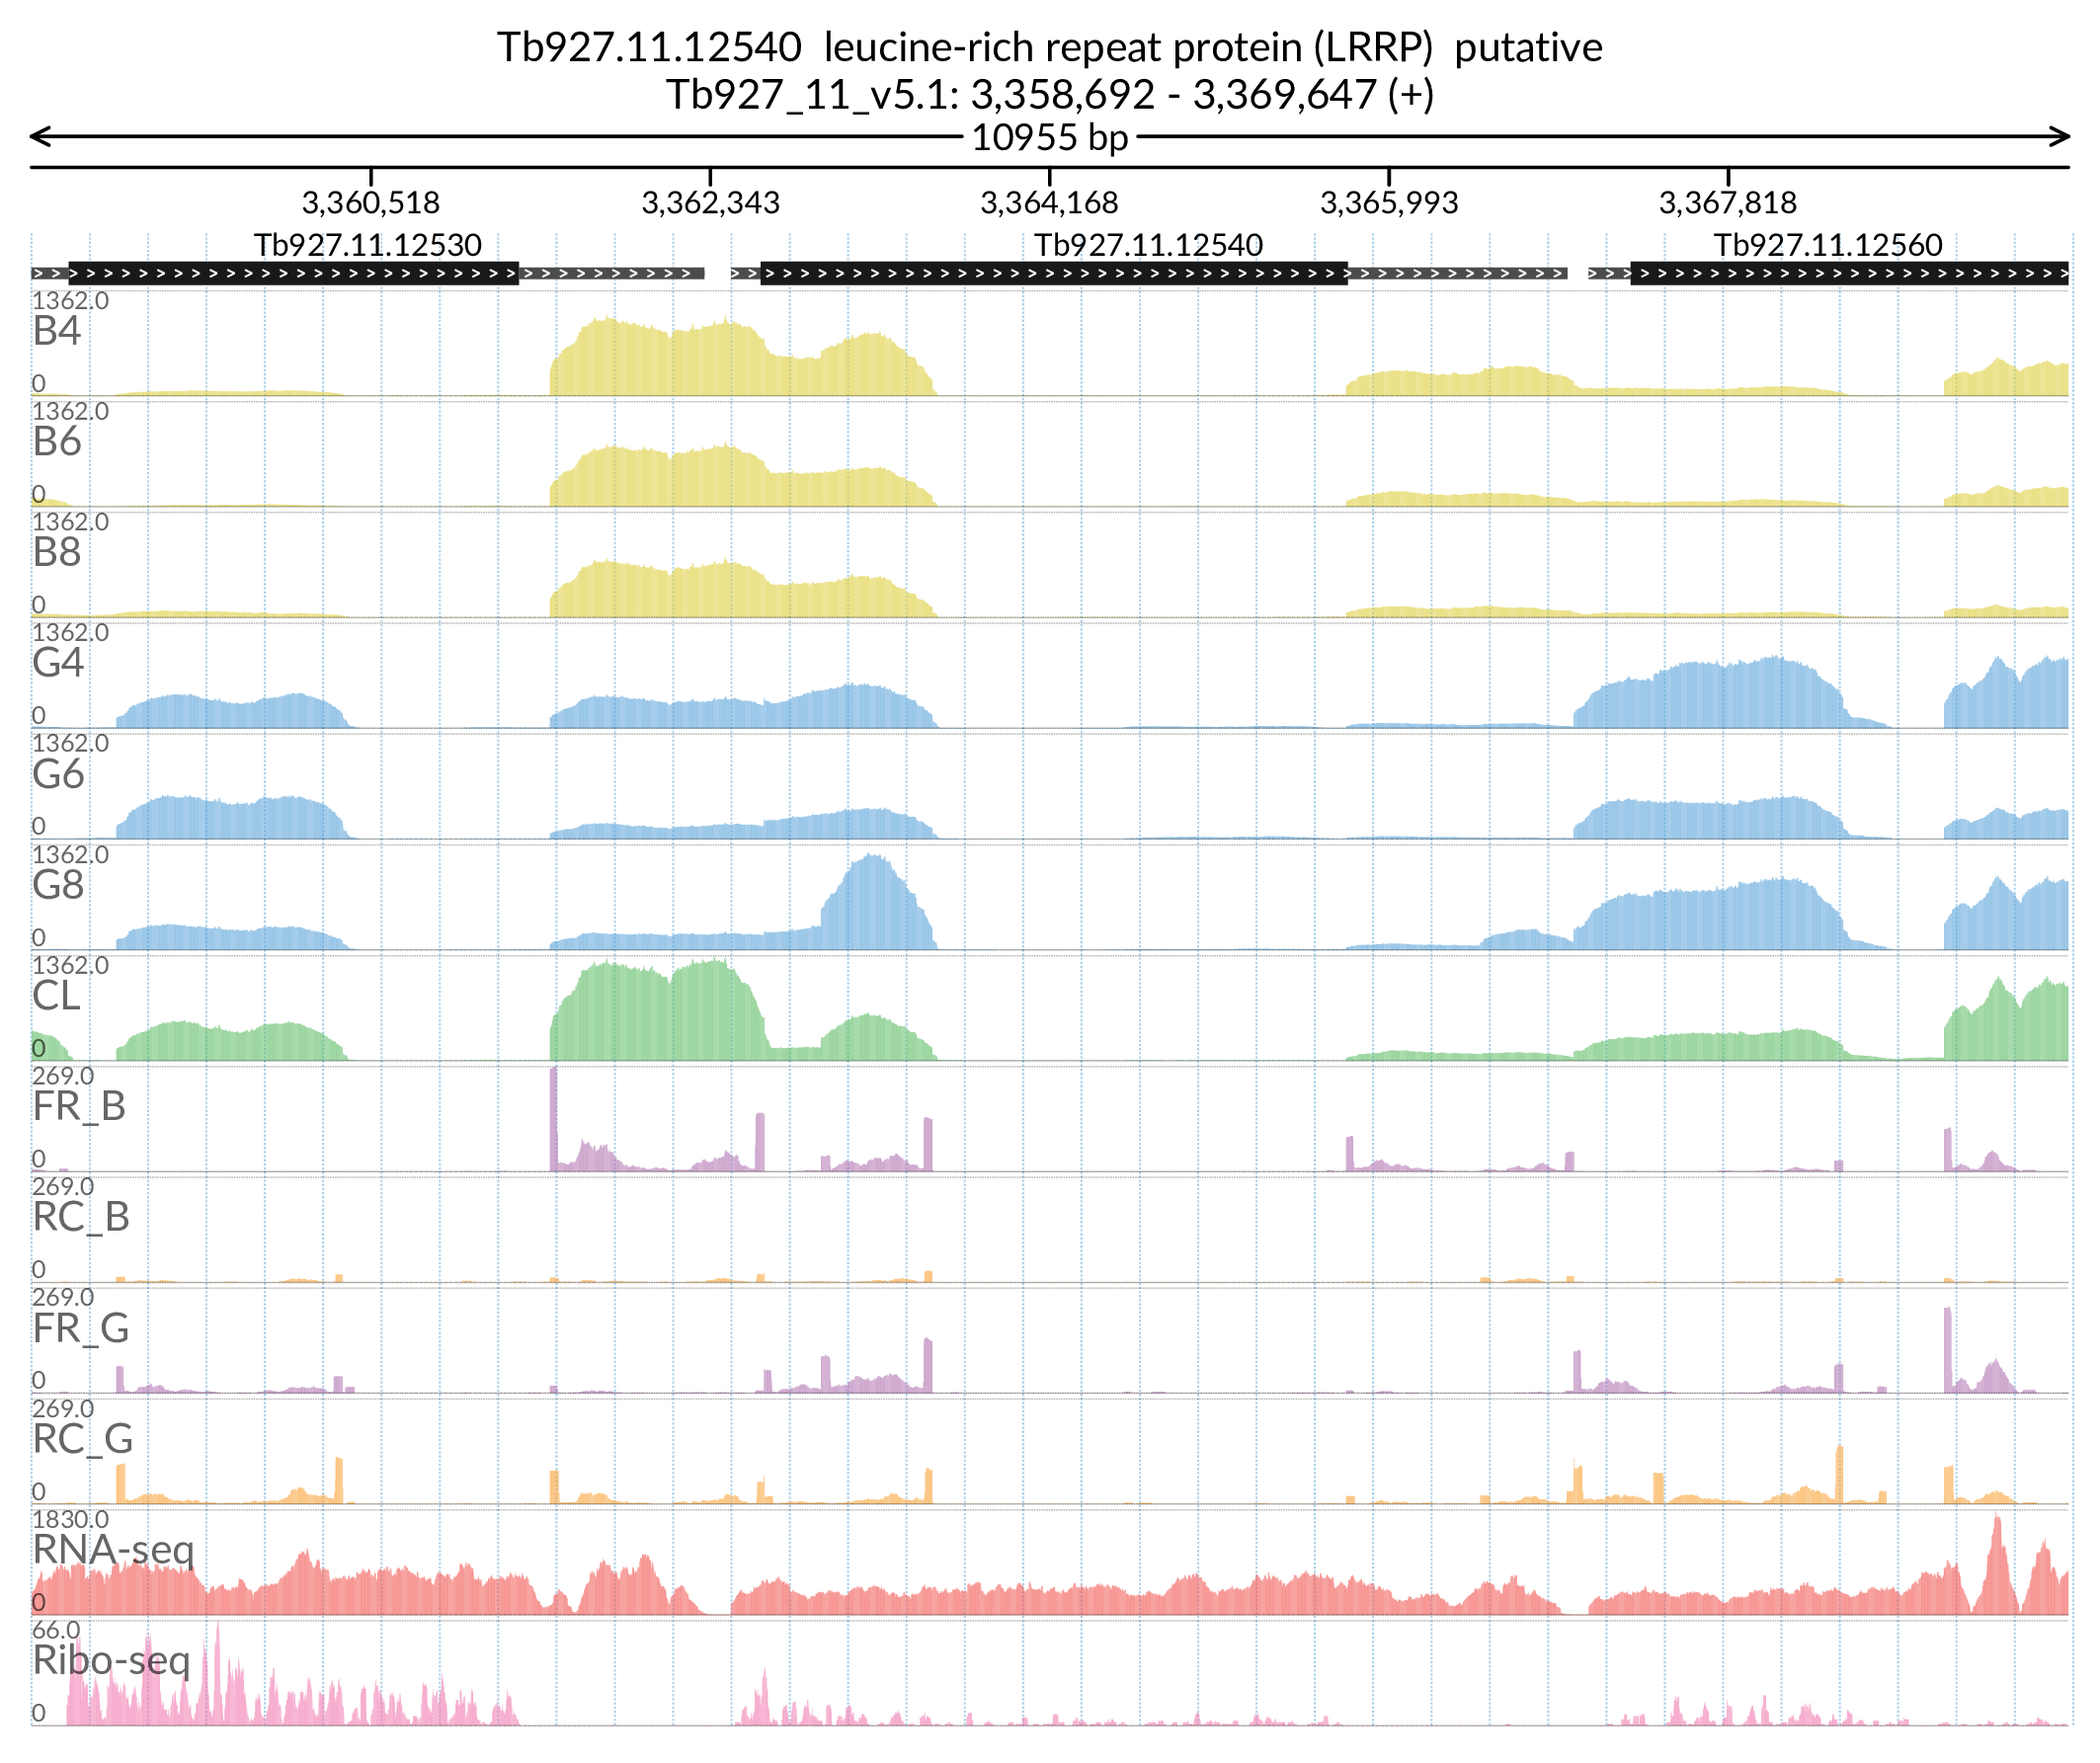 Tb927.11.12540 leucine-rich repeat protein (LRRP) putative
Tb927_11_v5.1: 3,358,692 - 3,369,647 (+)
10955 bp
3,360,518 3,362,343 3,364,168 3,365,993 3,367,818
Tb927.11.12530 Tb927.11.12540 Tb927.11.12560
1362.0
B4
0
1362.0
B6
0
1362.0
B8
0
1362.0
G4
0
1362.0
G6
0
1362.0
G8
0
1362.0
CL
0
269.0
FR_B
0
269.0
RC_B
0
269.0
FR_G
0
269.0
RC_G
0
1830.0
RNA-seq
0
66.0
Ribo-seq
0